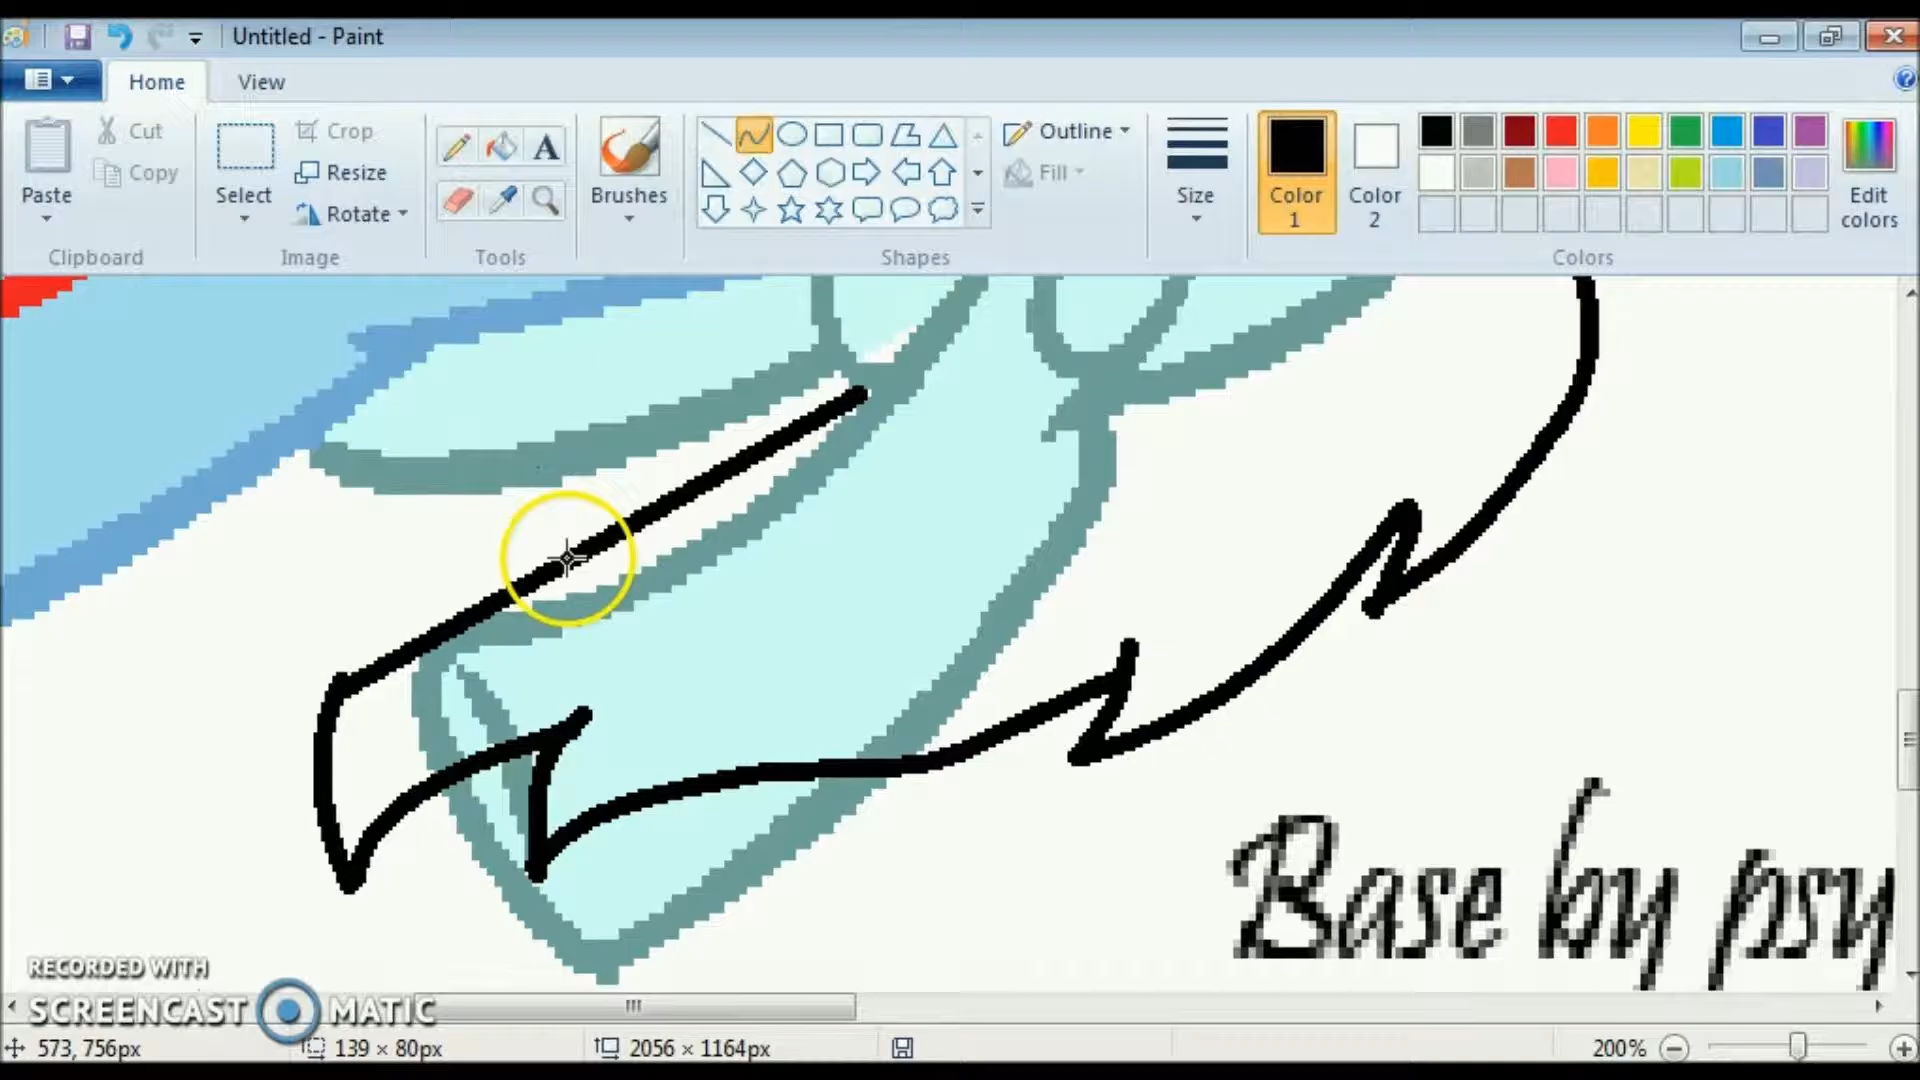 Untitled - Paint
Home View
Paste
Cut
Copy
Clipboard
Select
Crop
Resize
Rotate
Image
A
Tools
Brushes
Shapes
Outline
Fill
Size
Color 1
Color 2
Edit colors
Colors
Base by psy
RECORDED WITH
SCREENCAST MATIC
573, 756px
139 × 80px
2056 × 1164px
200%